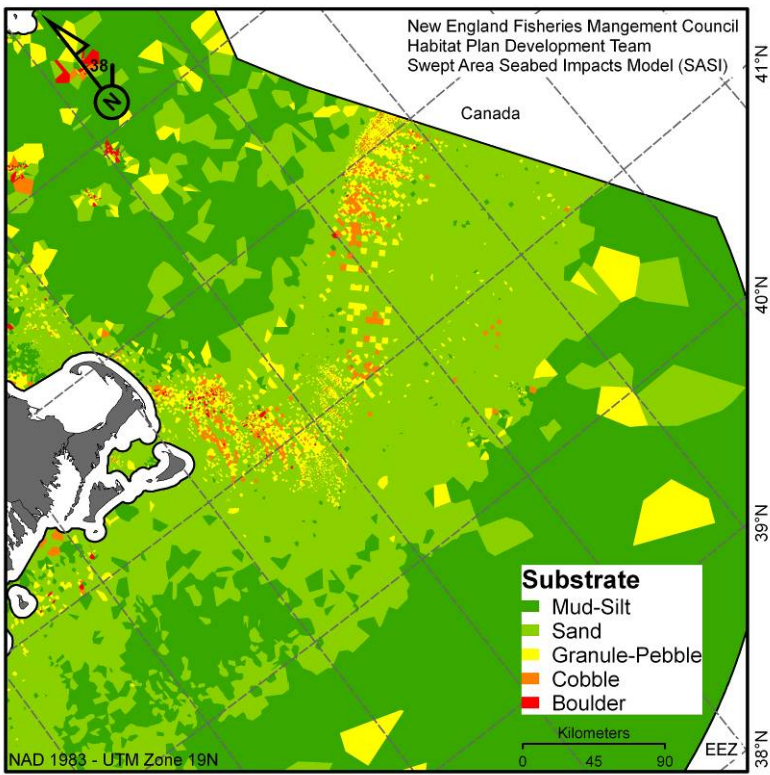 New England Fisheries Mangement Council
Habitat Plan Development Team
Swept Area Seabed Impacts Model (SASI)
Canada
38
N
41°N
40°N
39°N
38°N
Substrate
Mud-Silt
Sand
Granule-Pebble
Cobble
Boulder
Kilometers
0 45 90
EEZ
NAD 1983 - UTM Zone 19N